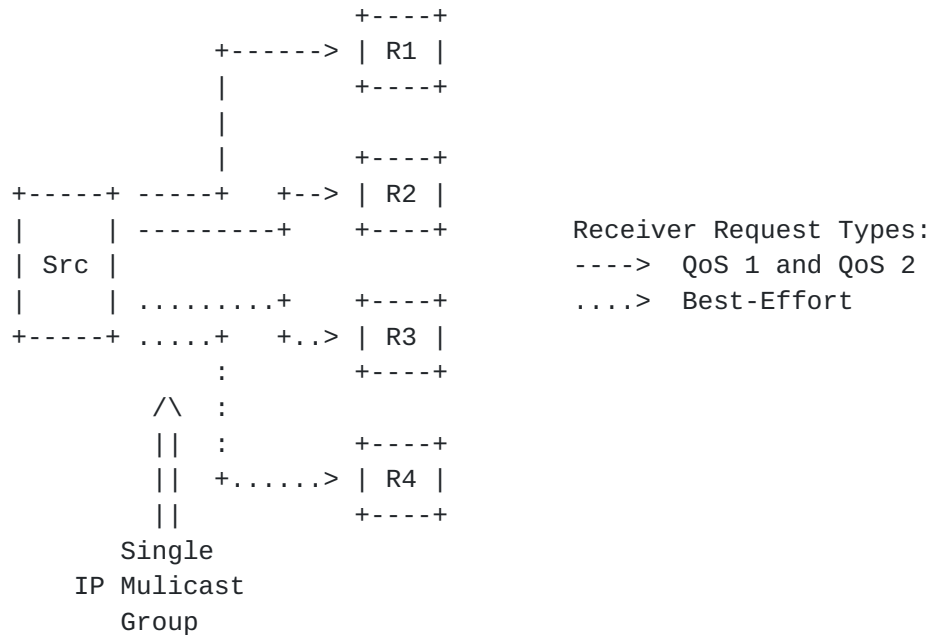 R1
R2
Receiver Request Types:
Src
----> QoS 1 and QoS 2
....> Best-Effort
R3
R4
Single
IP Mulicast
Group